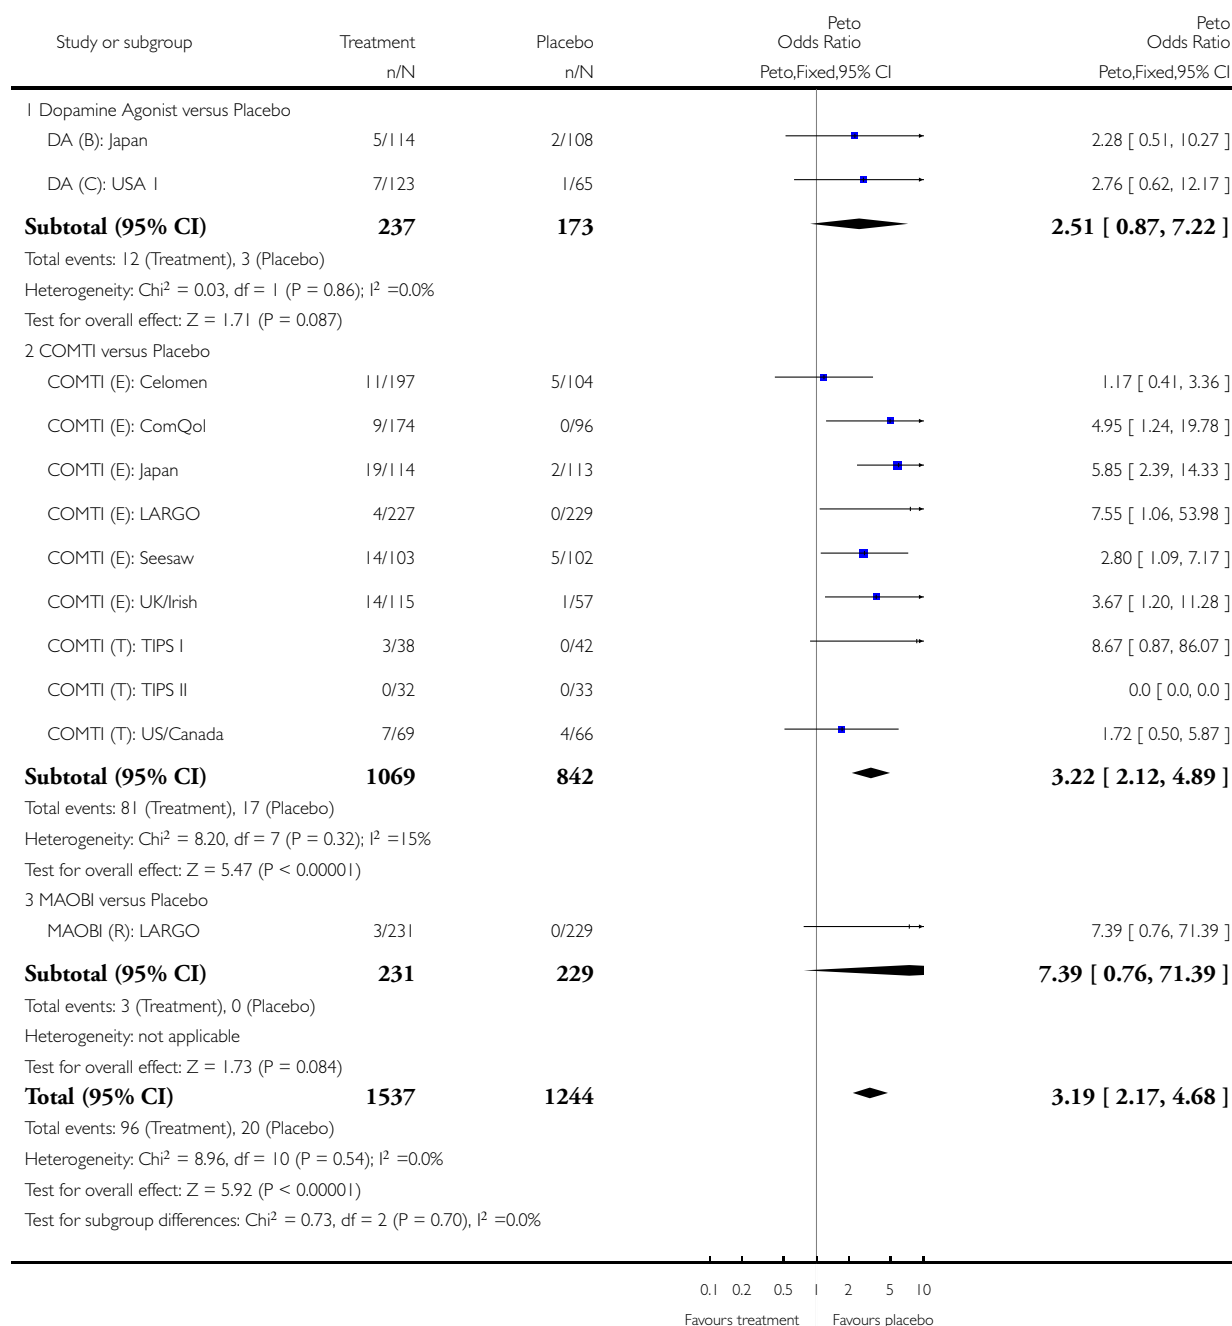 Study or subgroup Treatment Placebo Peto Odds Ratio Peto Odds Ratio
n/N n/N Peto,Fixed,95% CI Peto,Fixed,95% CI
1 Dopamine Agonist versus Placebo
DA (B): Japan 5/114 2/108 2.28 [ 0.51, 10.27 ]
DA (C): USA 1 7/123 1/65 2.76 [ 0.62, 12.17 ]
Subtotal (95% CI) 237 173 2.51 [ 0.87, 7.22 ]
Total events: 12 (Treatment), 3 (Placebo)
Heterogeneity: Chi² = 0.03, df = 1 (P = 0.86); I² =0.0%
Test for overall effect: Z = 1.71 (P = 0.087)
2 COMTI versus Placebo
COMTI (E): Celomen 11/197 5/104 1.17 [ 0.41, 3.36 ]
COMTI (E): ComQol 9/174 0/96 4.95 [ 1.24, 19.78 ]
COMTI (E): Japan 19/114 2/113 5.85 [ 2.39, 14.33 ]
COMTI (E): LARGO 4/227 0/229 7.55 [ 1.06, 53.98 ]
COMTI (E): Seesaw 14/103 5/102 2.80 [ 1.09, 7.17 ]
COMTI (E): UK/Irish 14/115 1/57 3.67 [ 1.20, 11.28 ]
COMTI (T): TIPS I 3/38 0/42 8.67 [ 0.87, 86.07 ]
COMTI (T): TIPS II 0/32 0/33 0.0 [ 0.0, 0.0 ]
COMTI (T): US/Canada 7/69 4/66 1.72 [ 0.50, 5.87 ]
Subtotal (95% CI) 1069 842 3.22 [ 2.12, 4.89 ]
Total events: 81 (Treatment), 17 (Placebo)
Heterogeneity: Chi² = 8.20, df = 7 (P = 0.32); I² =15%
Test for overall effect: Z = 5.47 (P < 0.00001)
3 MAOBI versus Placebo
MAOBI (R): LARGO 3/231 0/229 7.39 [ 0.76, 71.39 ]
Subtotal (95% CI) 231 229 7.39 [ 0.76, 71.39 ]
Total events: 3 (Treatment), 0 (Placebo)
Heterogeneity: not applicable
Test for overall effect: Z = 1.73 (P = 0.084)
Total (95% CI) 1537 1244 3.19 [ 2.17, 4.68 ]
Total events: 96 (Treatment), 20 (Placebo)
Heterogeneity: Chi² = 8.96, df = 10 (P = 0.54); I² =0.0%
Test for overall effect: Z = 5.92 (P < 0.00001)
Test for subgroup differences: Chi² = 0.73, df = 2 (P = 0.70), I² =0.0%
0.1 0.2 0.5 1 2 5 10
Favours treatment Favours placebo